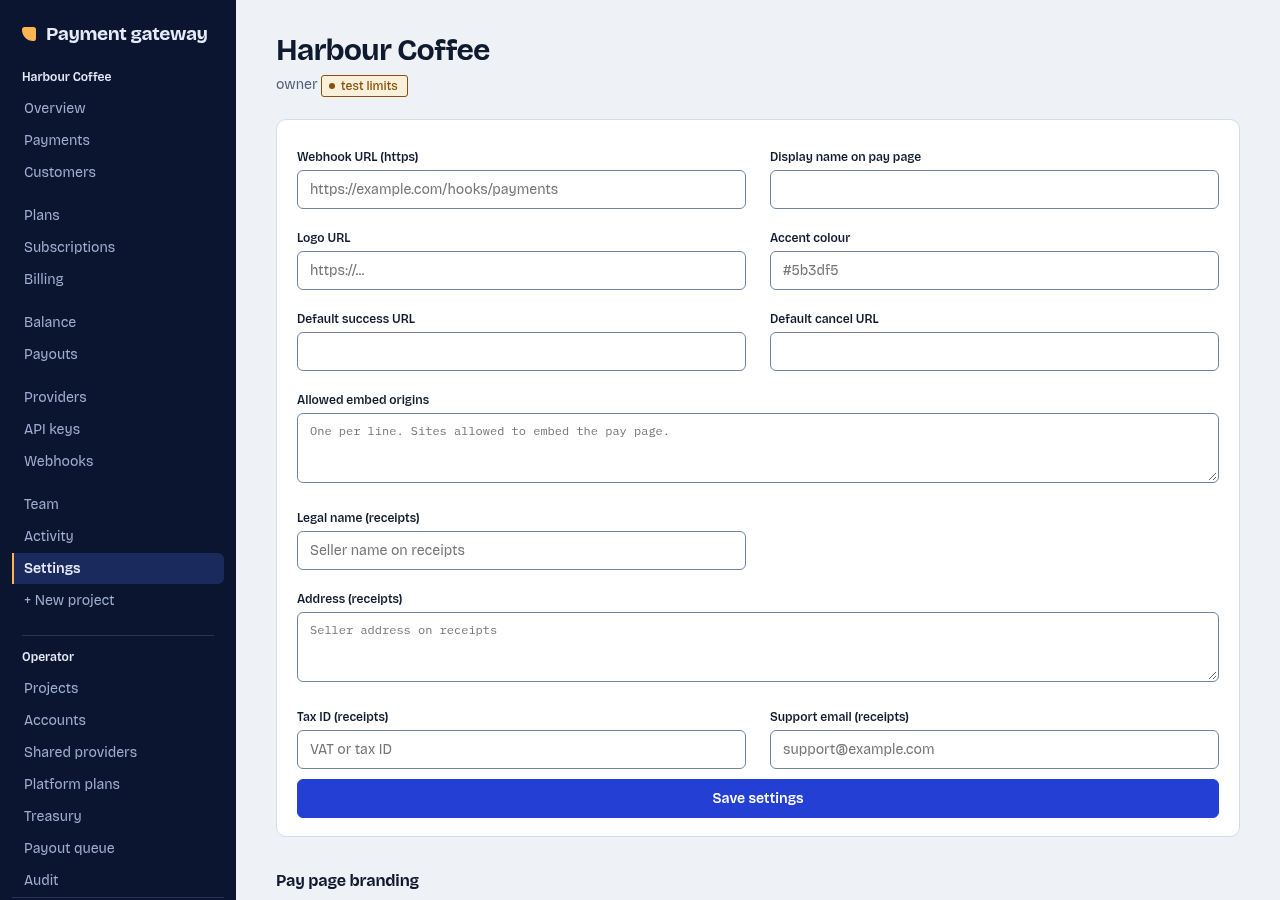 Payment gateway
Harbour Coffee
Overview
Payments
Customers
Plans
Subscriptions
Billing
Balance
Payouts
Providers
API keys
Webhooks
Team
Activity
Settings
+ New project
Operator
Projects
Accounts
Shared providers
Platform plans
Treasury
Payout queue
Audit
Harbour Coffee
owner test limits
Webhook URL (https)
https://example.com/hooks/payments
Display name on pay page
Logo URL
https://...
Accent colour
#5b3df5
Default success URL
Default cancel URL
Allowed embed origins
One per line. Sites allowed to embed the pay page.
Legal name (receipts)
Seller name on receipts
Address (receipts)
Seller address on receipts
Tax ID (receipts)
VAT or tax ID
Support email (receipts)
support@example.com
Save settings
Pay page branding